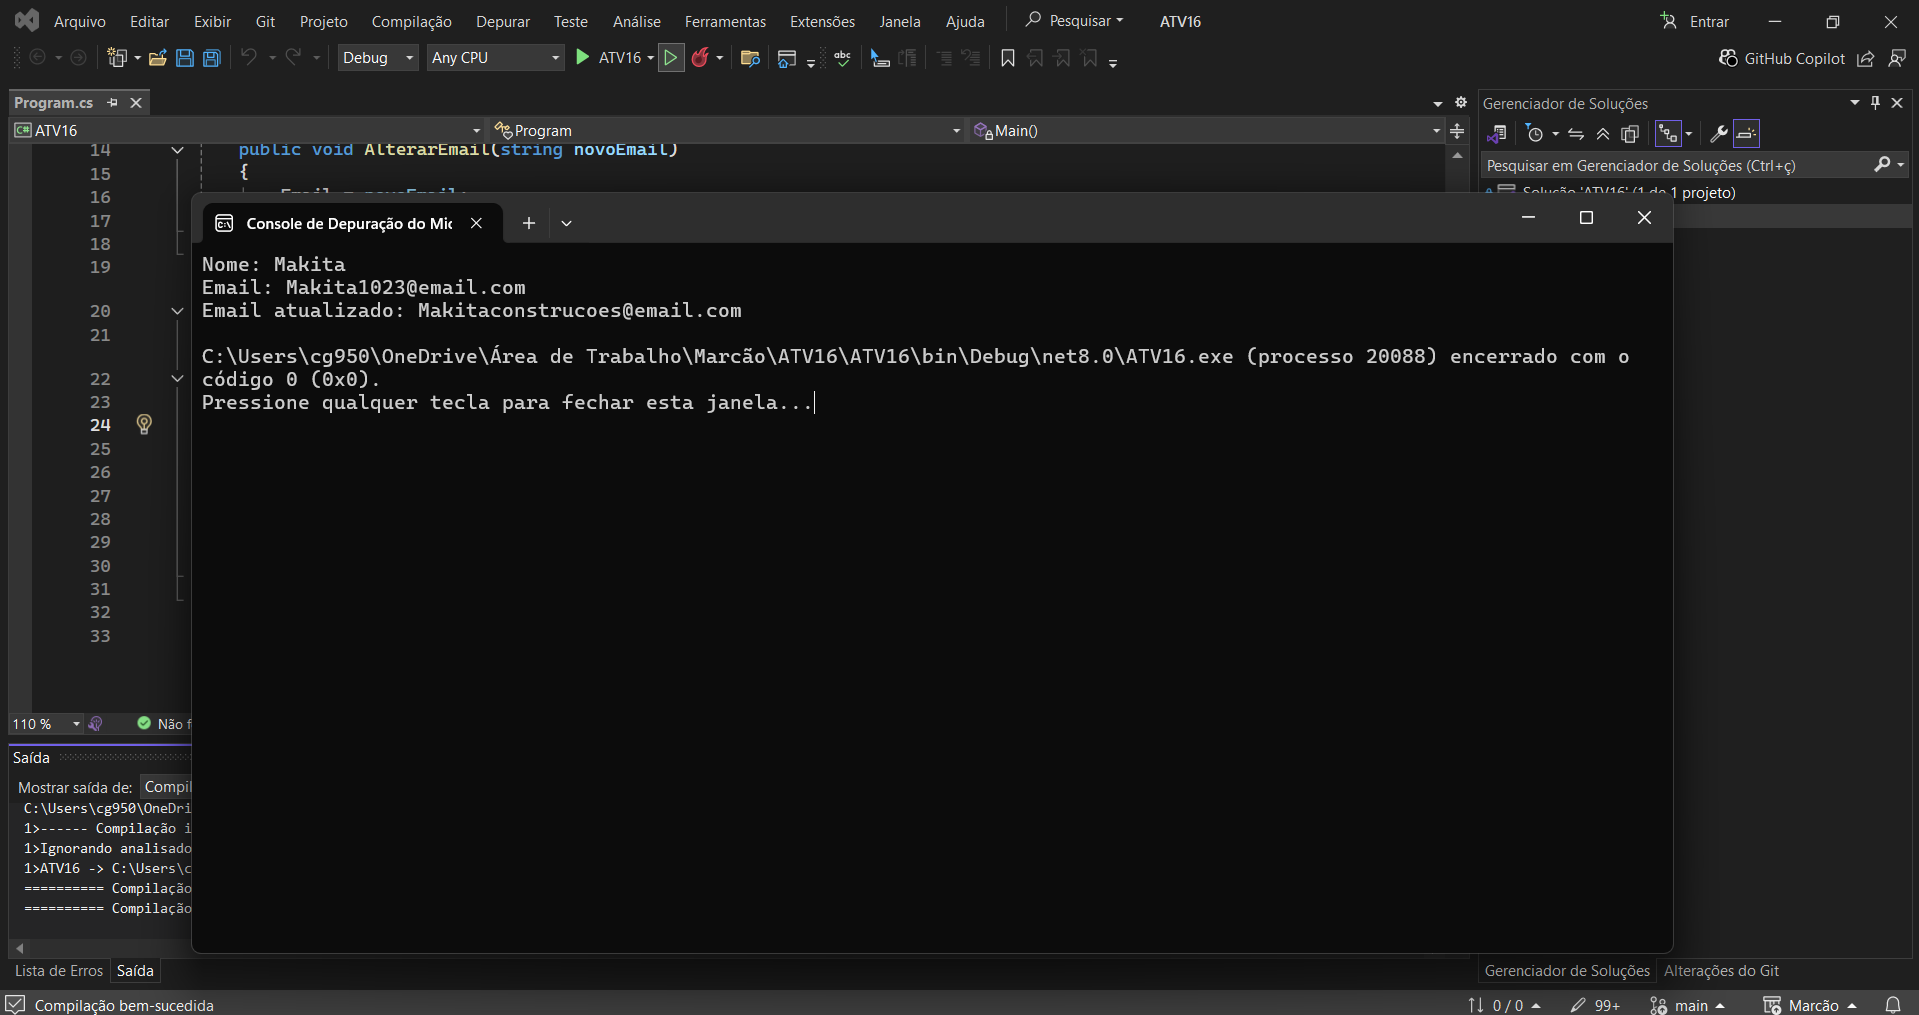 Arquivo Editar Exibir Git Projeto Compilação Depurar Teste Análise Ferramentas Extensões Janela Ajuda Pesquisar ATV16 Entrar
Debug Any CPU ATV16 GitHub Copilot
Program.cs
ATV16 Program Main()
14 public void AlterarEmail(string novoEmail)
15 {
16
17
18
19
20
21
22
23
24
25
26
27
28
29
30
31
32
33
Gerenciador de Soluções
Pesquisar em Gerenciador de Soluções (Ctrl+ç)
Solução 'ATV16' (1 de 1 projeto)
Console de Depuração do Mic
Nome: Makita
Email: Makita1023@email.com
Email atualizado: Makitaconstrucoes@email.com
C:\Users\cg950\OneDrive\Área de Trabalho\Marcão\ATV16\ATV16\bin\Debug\net8.0\ATV16.exe (processo 20088) encerrado com o
código 0 (0x0).
Pressione qualquer tecla para fechar esta janela...
110 % Não f
Saída
Mostrar saída de: Compil
C:\Users\cg950\OneDri
1>------ Compilação i
1>Ignorando analisado
1>ATV16 -> C:\Users\c
========== Compilação
========== Compilação
Lista de Erros Saída
Gerenciador de Soluções Alterações do Git
Compilação bem-sucedida 0 / 0 99+ main Marcão